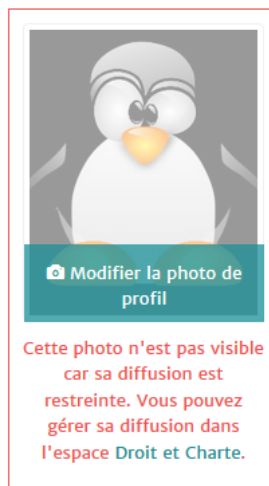 Modifier la photo de
profil
Cette photo n'est pas visible
car sa diffusion est
restreinte. Vous pouvez
gérer sa diffusion dans
l'espace Droit et Charte.